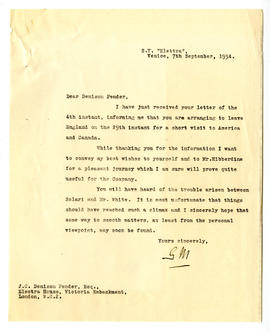 S.Y. "Elettra",
Venice, 7th September, 1934.
Dear Denison Pender,
I have just received your letter of the
4th instant, informing me that you are arranging to leave
England on the 29th instant for a short visit to America
and Canada.
While thanking you for the information I want
to convey my best wishes to yourself and to Mr.Hibberdine
for a pleasant journey which I am sure will prove quite
useful for the Company.
You will have heard of the trouble arisen between
Solari and Mr. White. It is most unfortunate that things
should have reached such a climax and I sincerely hope that
some way to smooth matters, at least from the personal
viewpoint, may soon be found.
Yours sincerely,
GM
J.C. Denison Pender, Esq.,
Electra House, Victoria Embankment,
London, W.C.2.